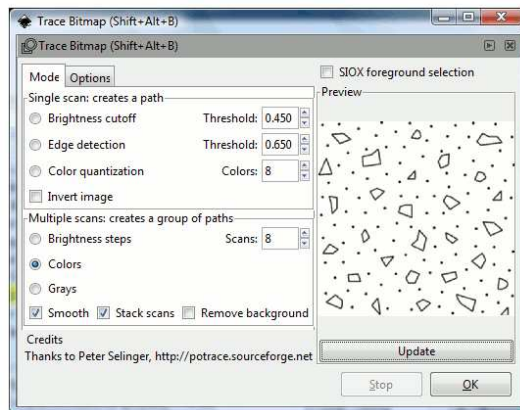 Trace Bitmap (Shift+Alt+B)
Trace Bitmap (Shift+Alt+B)
Mode Options
SIOX foreground selection
Single scan: creates a path
Preview
Brightness cutoff Threshold: 0.450
Edge detection Threshold: 0.650
Color quantization Colors: 8
Invert image
Multiple scans: creates a group of paths
Brightness steps Scans: 8
Colors
Grays
Smooth Stack scans Remove background
Credits
Thanks to Peter Selinger, http://potrace.sourceforge.net
Update
Stop OK